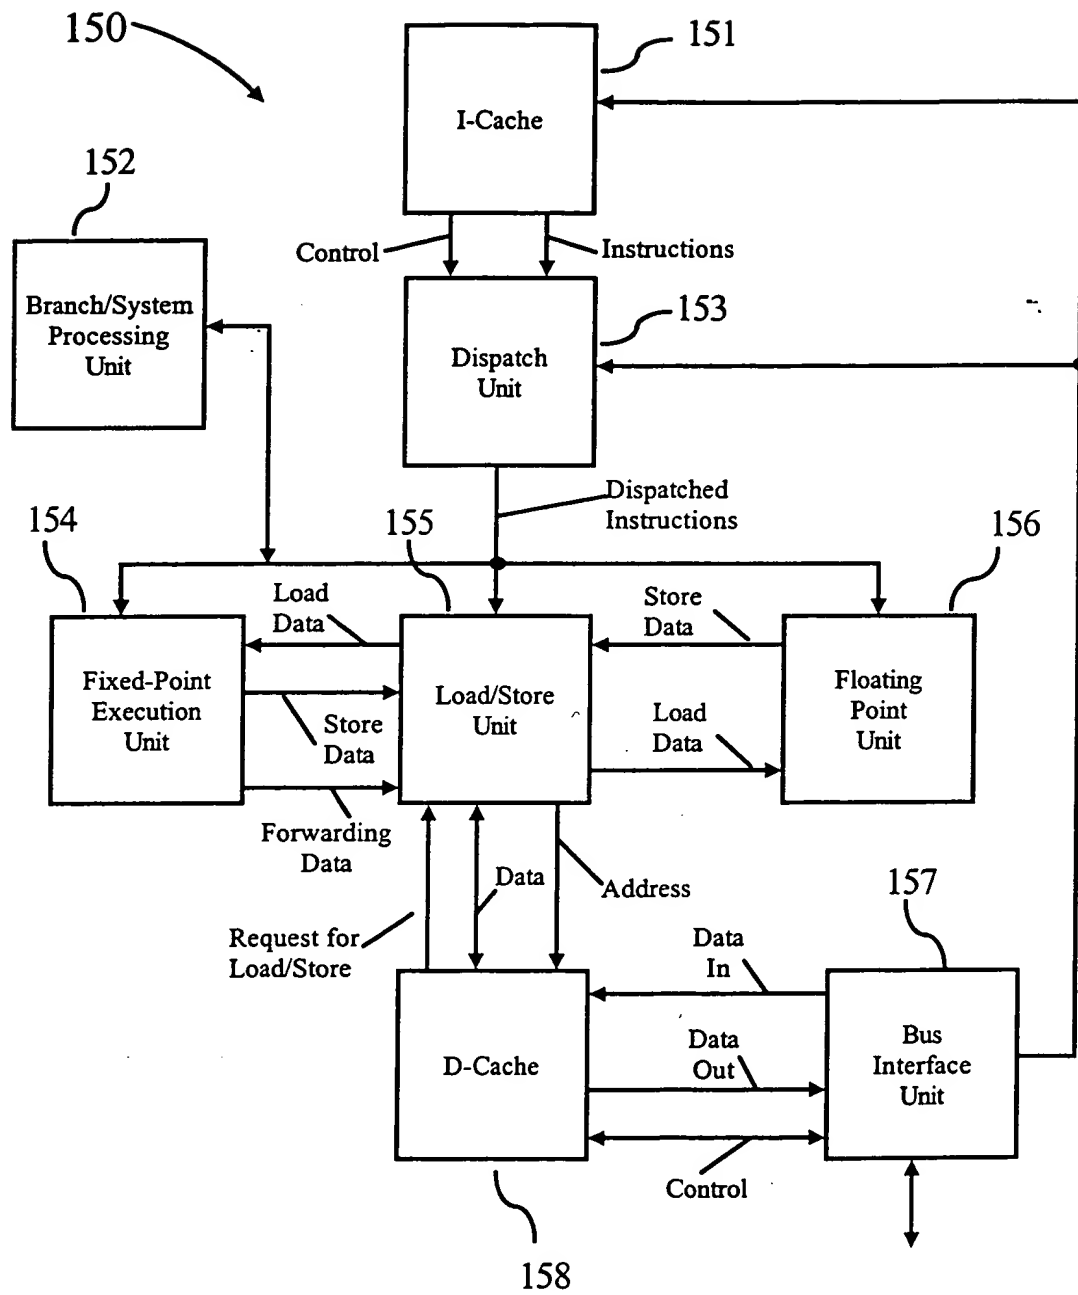 150
151
I-Cache
152
Control
Instructions
Branch/System
Processing
Unit
153
Dispatch
Unit
Dispatched
Instructions
154
155
156
Load
Data
Store
Data
Fixed-Point
Execution
Unit
Load/Store
Unit
Floating
Point
Unit
Store
Data
Load
Data
Forwarding
Data
Data
Address
157
Request for
Load/Store
Data
In
D-Cache
Data
Out
Bus
Interface
Unit
Control
158